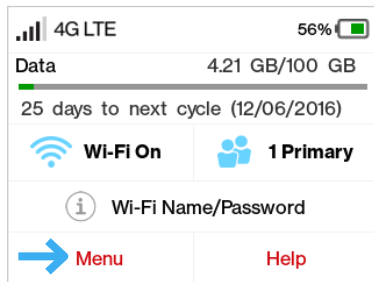 4G LTE 56%
Data 4.21 GB/100 GB
25 days to next cycle (12/06/2016)
Wi-Fi On 1 Primary
i Wi-Fi Name/Password
Menu Help